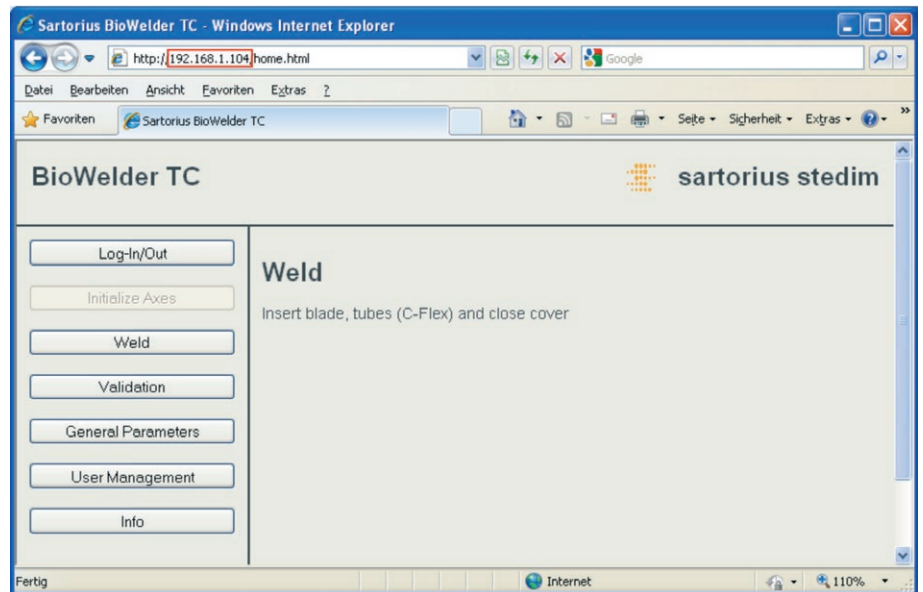 Sartorius BioWelder TC - Windows Internet Explorer
http://192.168.1.104/home.html
Google
Datei Bearbeiten Ansicht Favoriten Extras ?
Favoriten Sartorius BioWelder TC Seite Sicherheit Extras
BioWelder TC
sartorius stedim
Log-In/Out
Initialize Axes
Weld
Validation
General Parameters
User Management
Info
Weld
Insert blade, tubes (C-Flex) and close cover
Fertig Internet 110%